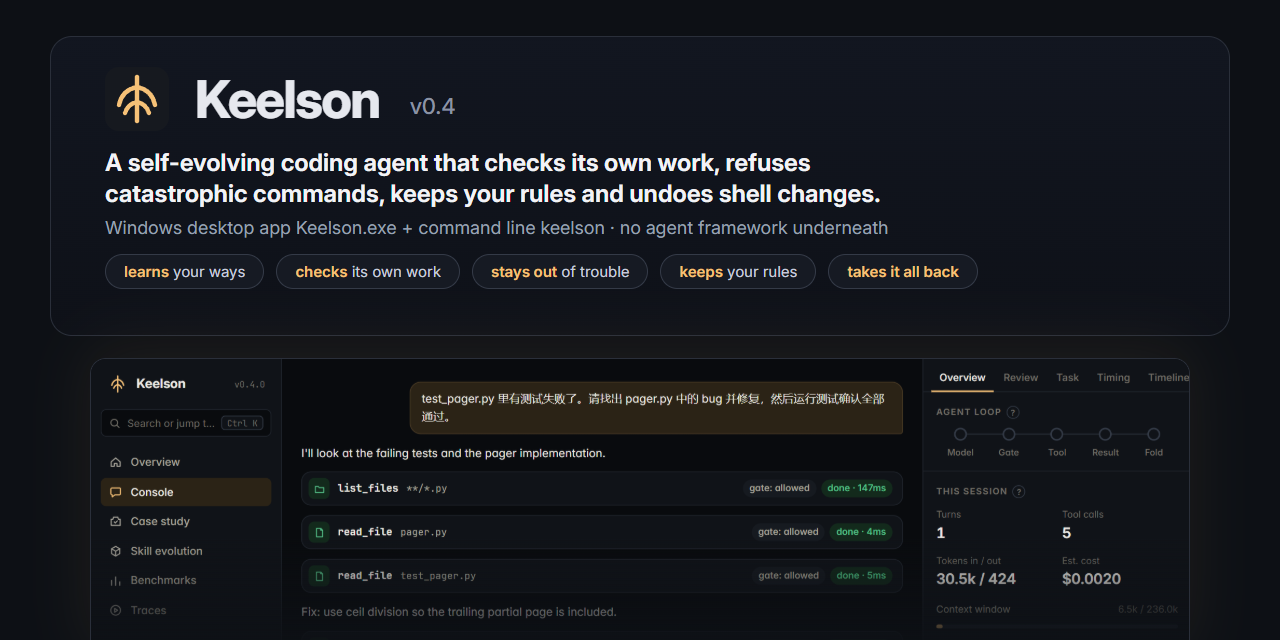 Keelson v0.4
A self-evolving coding agent that checks its own work, refuses
catastrophic commands, keeps your rules and undoes shell changes.
Windows desktop app Keelson.exe + command line keelson · no agent framework underneath
learns your ways
checks its own work
stays out of trouble
keeps your rules
takes it all back
Keelson v0.4.0
Search or jump t... Ctrl K
Overview
Console
Case study
Skill evolution
Benchmarks
Traces
test_pager.py 里有测试失败了。请找出 pager.py 中的 bug 并修复，然后运行测试确认全部
通过。
I'll look at the failing tests and the pager implementation.
list_files **/*.py gate: allowed done · 147ms
read_file pager.py gate: allowed done · 4ms
read_file test_pager.py gate: allowed done · 5ms
Fix: use ceil division so the trailing partial page is included.
Overview Review Task Timing Timeline
AGENT LOOP ?
Model Gate Tool Result Fold
THIS SESSION ?
Turns Tool calls
1 5
Tokens in / out Est. cost
30.5k / 424 $0.0020
Context window 6.5k / 236.0k